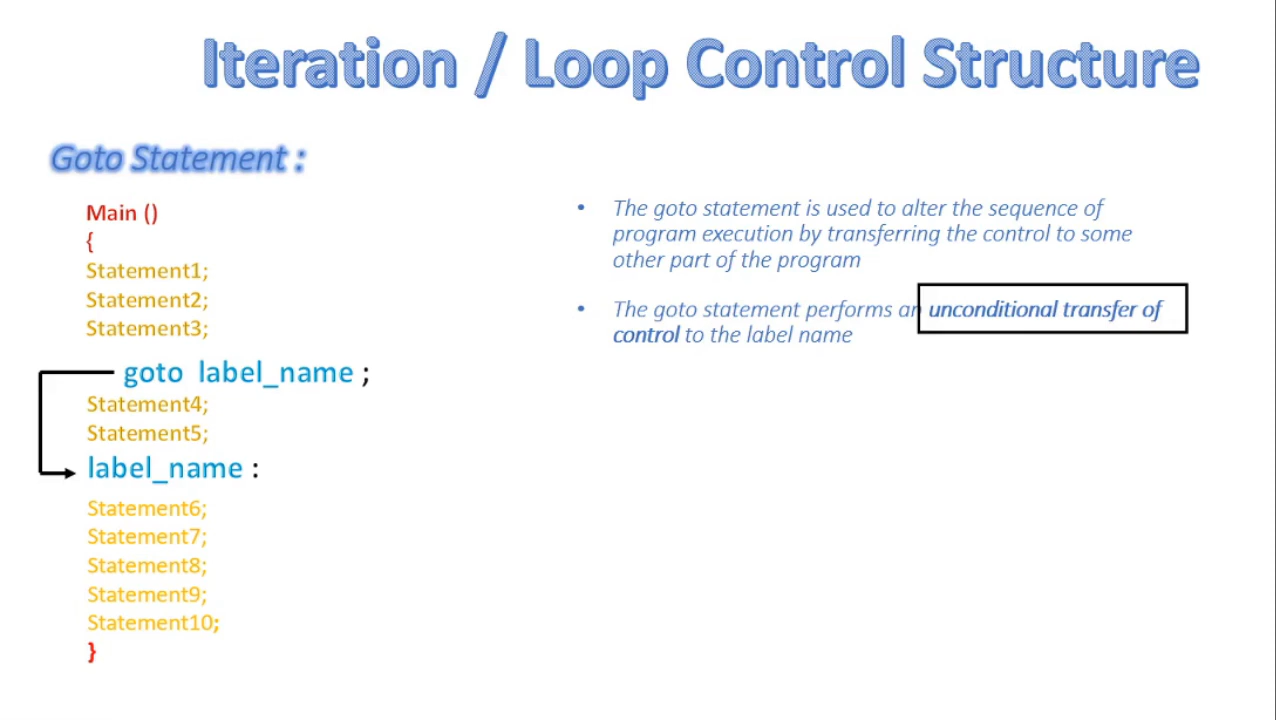 Iteration / Loop Control Structure
Goto Statement :
Main ()
{
Statement1;
Statement2;
Statement3;
goto label_name ;
Statement4;
Statement5;
label_name :
Statement6;
Statement7;
Statement8;
Statement9;
Statement10;
}
• The goto statement is used to alter the sequence of
program execution by transferring the control to some
other part of the program
• The goto statement performs an unconditional transfer of
control to the label name